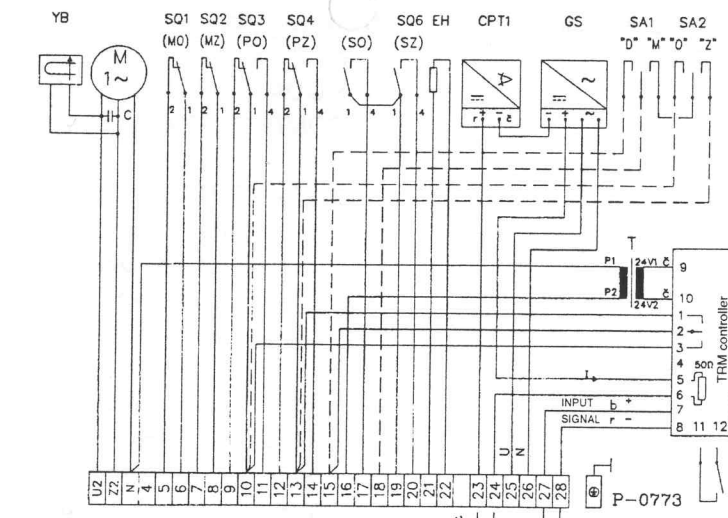 YB SQ1 SQ2 SQ3 SQ4 SQ6 EH CPT1 GS SA1 SA2
(MO) (MZ) (PO) (PZ) (SO) (SZ) "D" "M" "O" "Z"
M
1~
2 1 2 1 2 1 4 2 1 4 1 4 1 4
r + - č - + ~
C
T
P1 24V1 č 9
P2 24V2 č 10
1
2
3
4
50Ω
I 5
6
INPUT b + 7
SIGNAL r - 8 11 12
TRM controller
U N
U2 Z2 N 4 5 6 7 8 9 10 11 12 13 14 15 16 17 18 19 20 21 22 23 24 25 26 27 28
P-0773